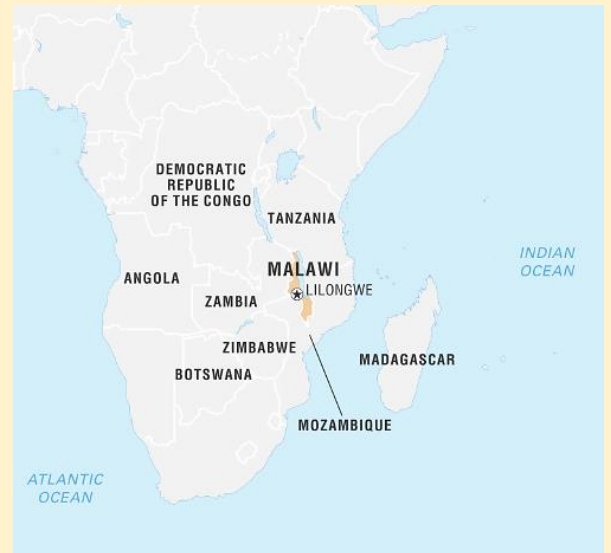 DEMOCRATIC
REPUBLIC
OF THE CONGO
TANZANIA
INDIAN
OCEAN
MALAWI
ANGOLA
LILONGWE
ZAMBIA
ZIMBABWE
MADAGASCAR
BOTSWANA
MOZAMBIQUE
ATLANTIC
OCEAN